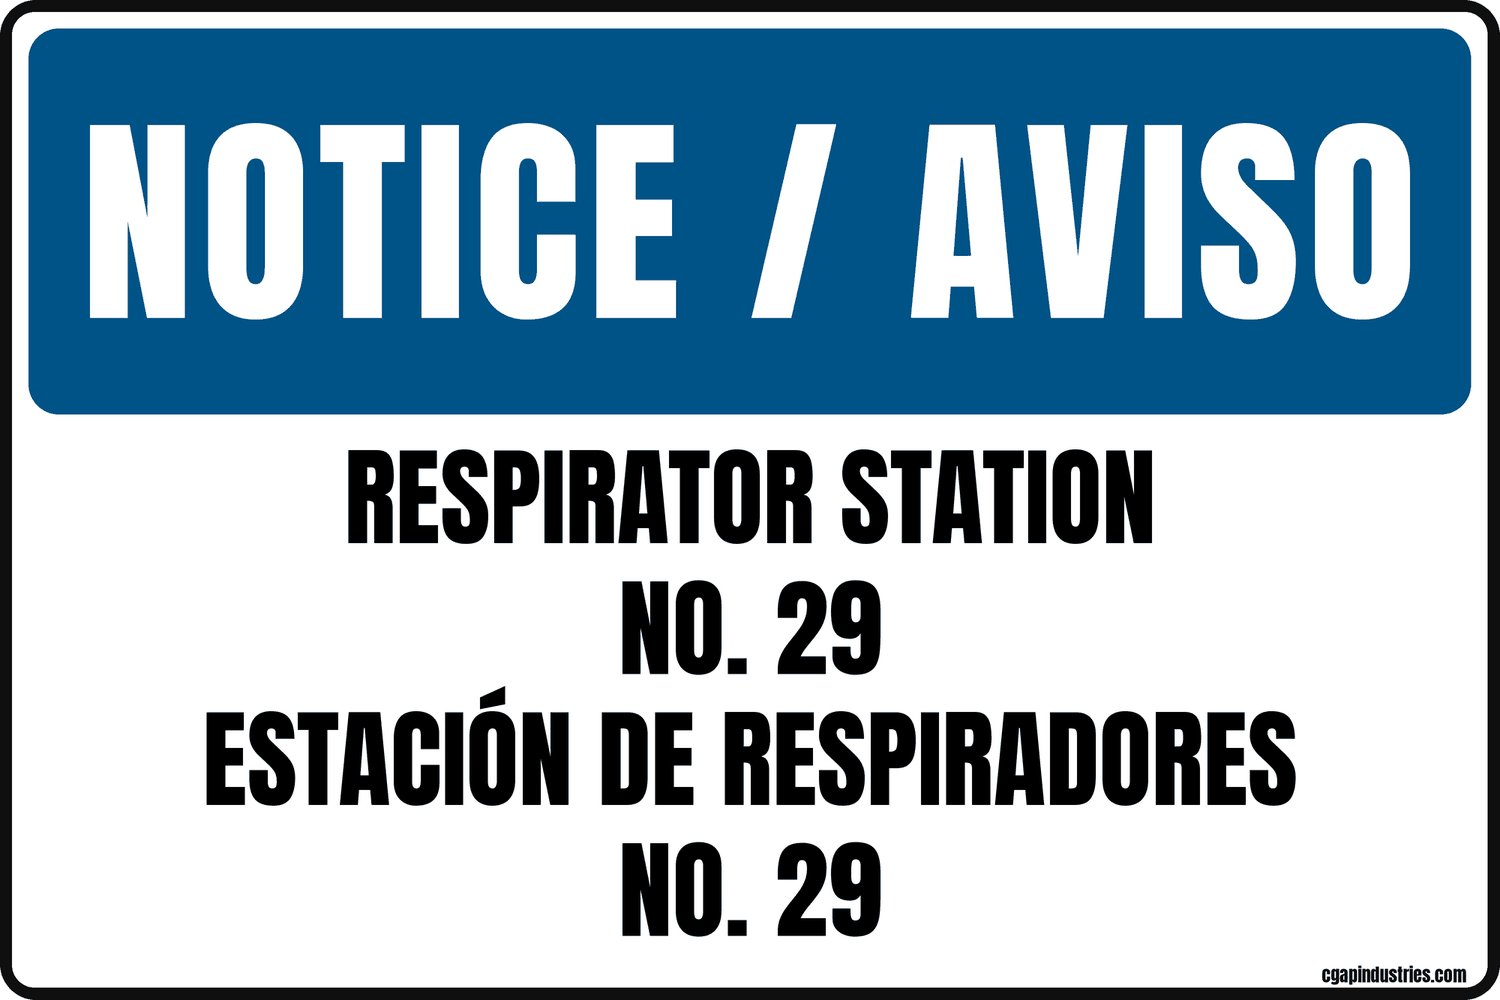 NOTICE / AVISO
RESPIRATOR STATION
NO. 29
ESTACIÓN DE RESPIRADORES
NO. 29
cgapindustries.com